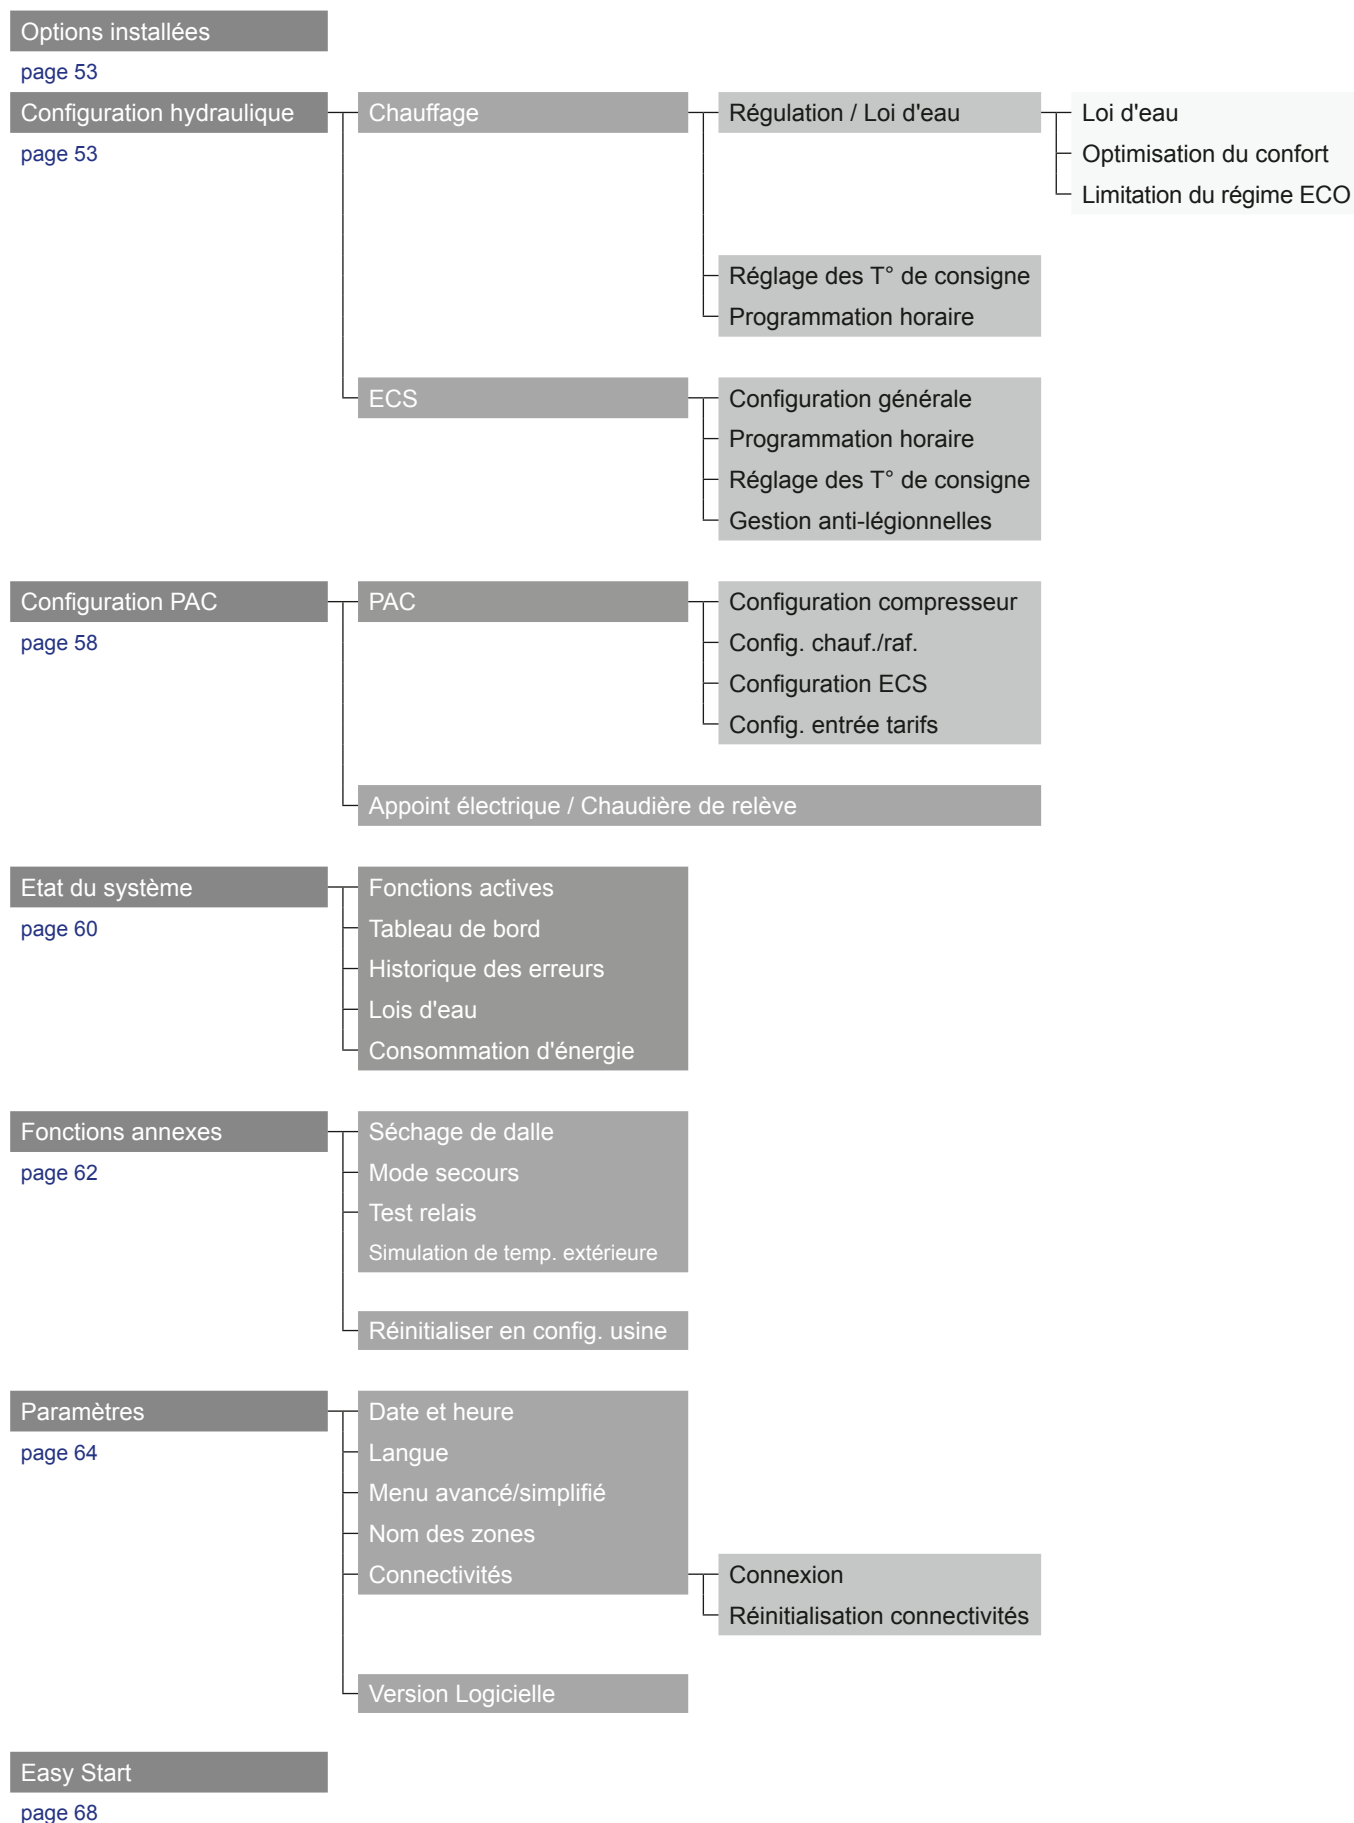 Options installées
page 53
Configuration hydraulique
page 53
Chauffage
Régulation / Loi d'eau
Loi d'eau
Optimisation du confort
Limitation du régime ECO
Réglage des T° de consigne
Programmation horaire
ECS
Configuration générale
Programmation horaire
Réglage des T° de consigne
Gestion anti-légionnelles
Configuration PAC
page 58
PAC
Configuration compresseur
Config. chauf./raf.
Configuration ECS
Config. entrée tarifs
Appoint électrique / Chaudière de relève
Etat du système
page 60
Fonctions actives
Tableau de bord
Historique des erreurs
Lois d'eau
Consommation d'énergie
Fonctions annexes
page 62
Séchage de dalle
Mode secours
Test relais
Simulation de temp. extérieure
Réinitialiser en config. usine
Paramètres
page 64
Date et heure
Langue
Menu avancé/simplifié
Nom des zones
Connectivités
Connexion
Réinitialisation connectivités
Version Logicielle
Easy Start
page 68